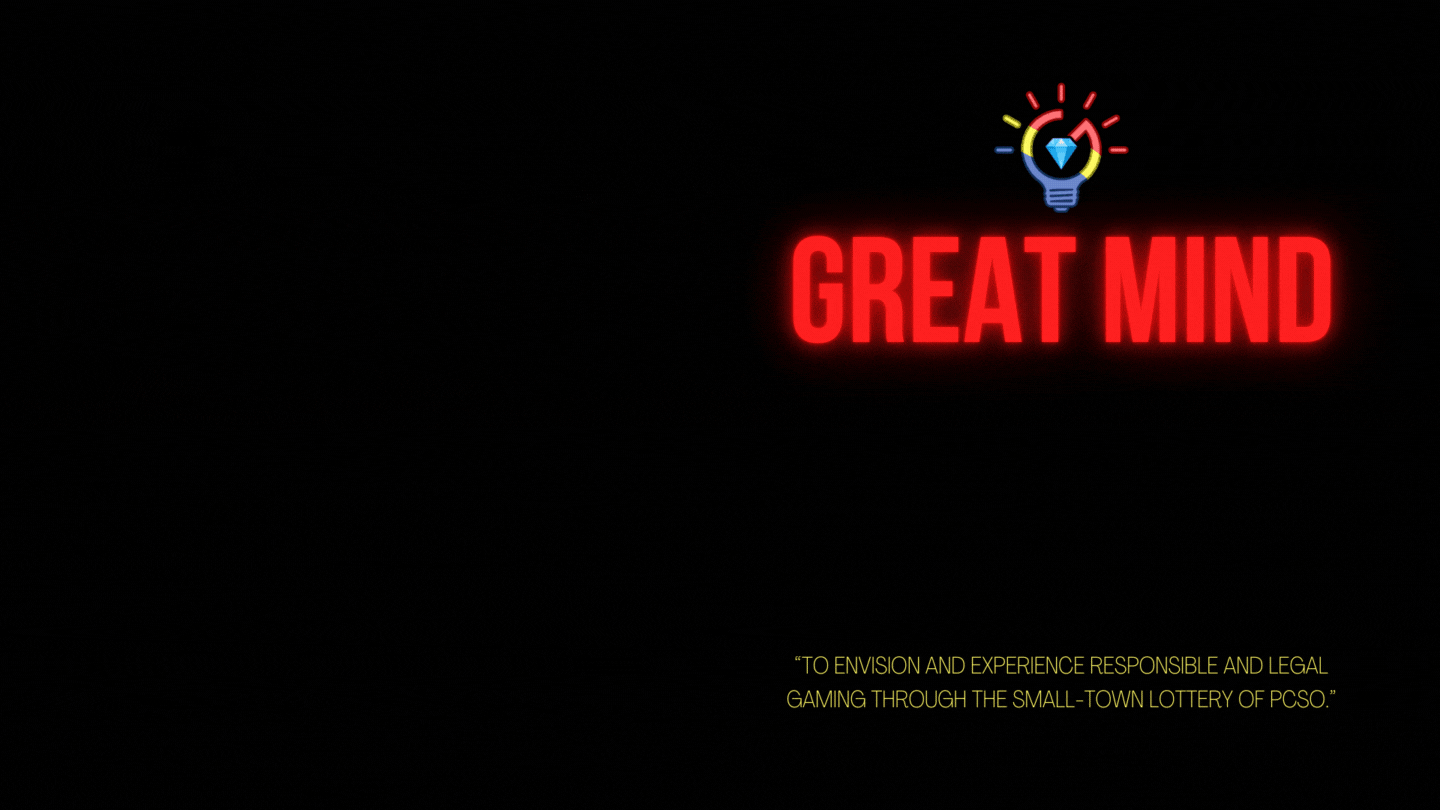 GREAT MIND
“TO ENVISION AND EXPERIENCE RESPONSIBLE AND LEGAL
GAMING THROUGH THE SMALL-TOWN LOTTERY OF PCSO.”